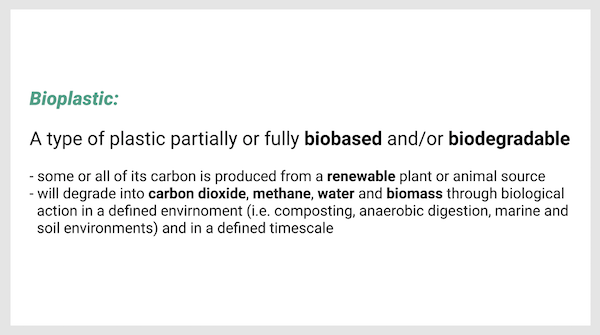 Bioplastic:
A type of plastic partially or fully biobased and/or biodegradable
- some or all of its carbon is produced from a renewable plant or animal source
- will degrade into carbon dioxide, methane, water and biomass through biological
action in a defined envirnoment (i.e. composting, anaerobic digestion, marine and
soil environments) and in a defined timescale